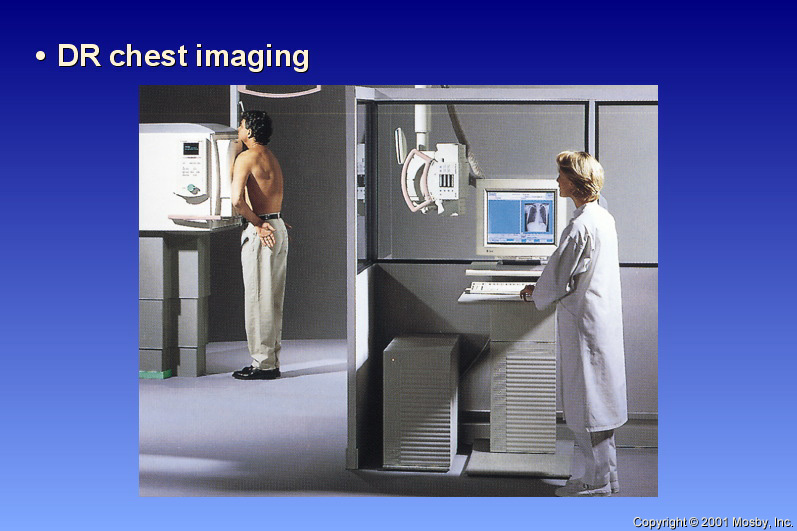 • DR chest imaging
Copyright © 2001 Mosby, Inc.